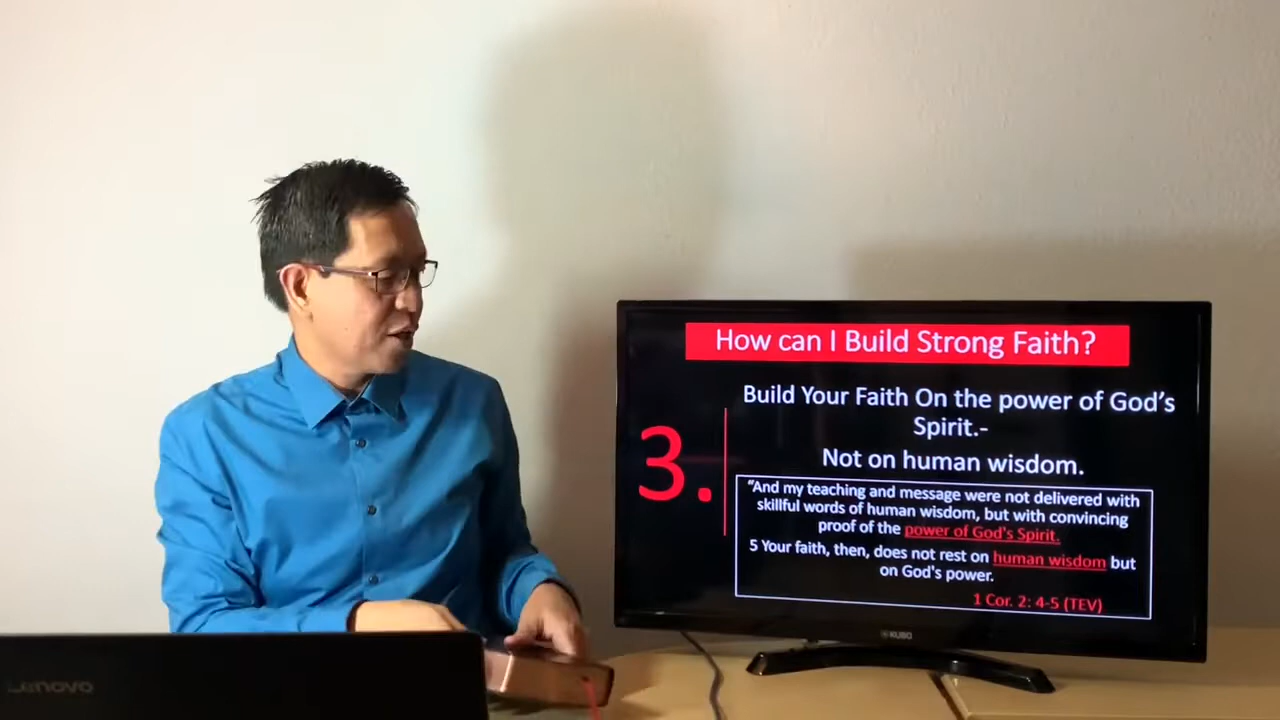 How can I Build Strong Faith?
3.
Build Your Faith On the power of God's
Spirit.-
Not on human wisdom.
“And my teaching and message were not delivered with
skillful words of human wisdom, but with convincing
proof of the power of God's Spirit.
5 Your faith, then, does not rest on human wisdom but
on God's power.
1 Cor. 2: 4-5 (TEV)
KUBO
Lenovo